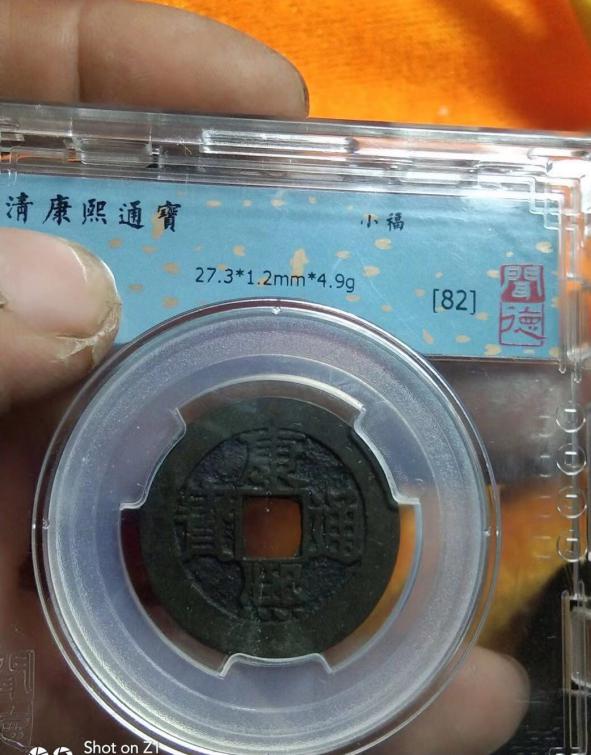 清康熙通寶
小福
27.3*1.2mm*4.9g
[82]
聞德
康熙通寶
Shot on Z1